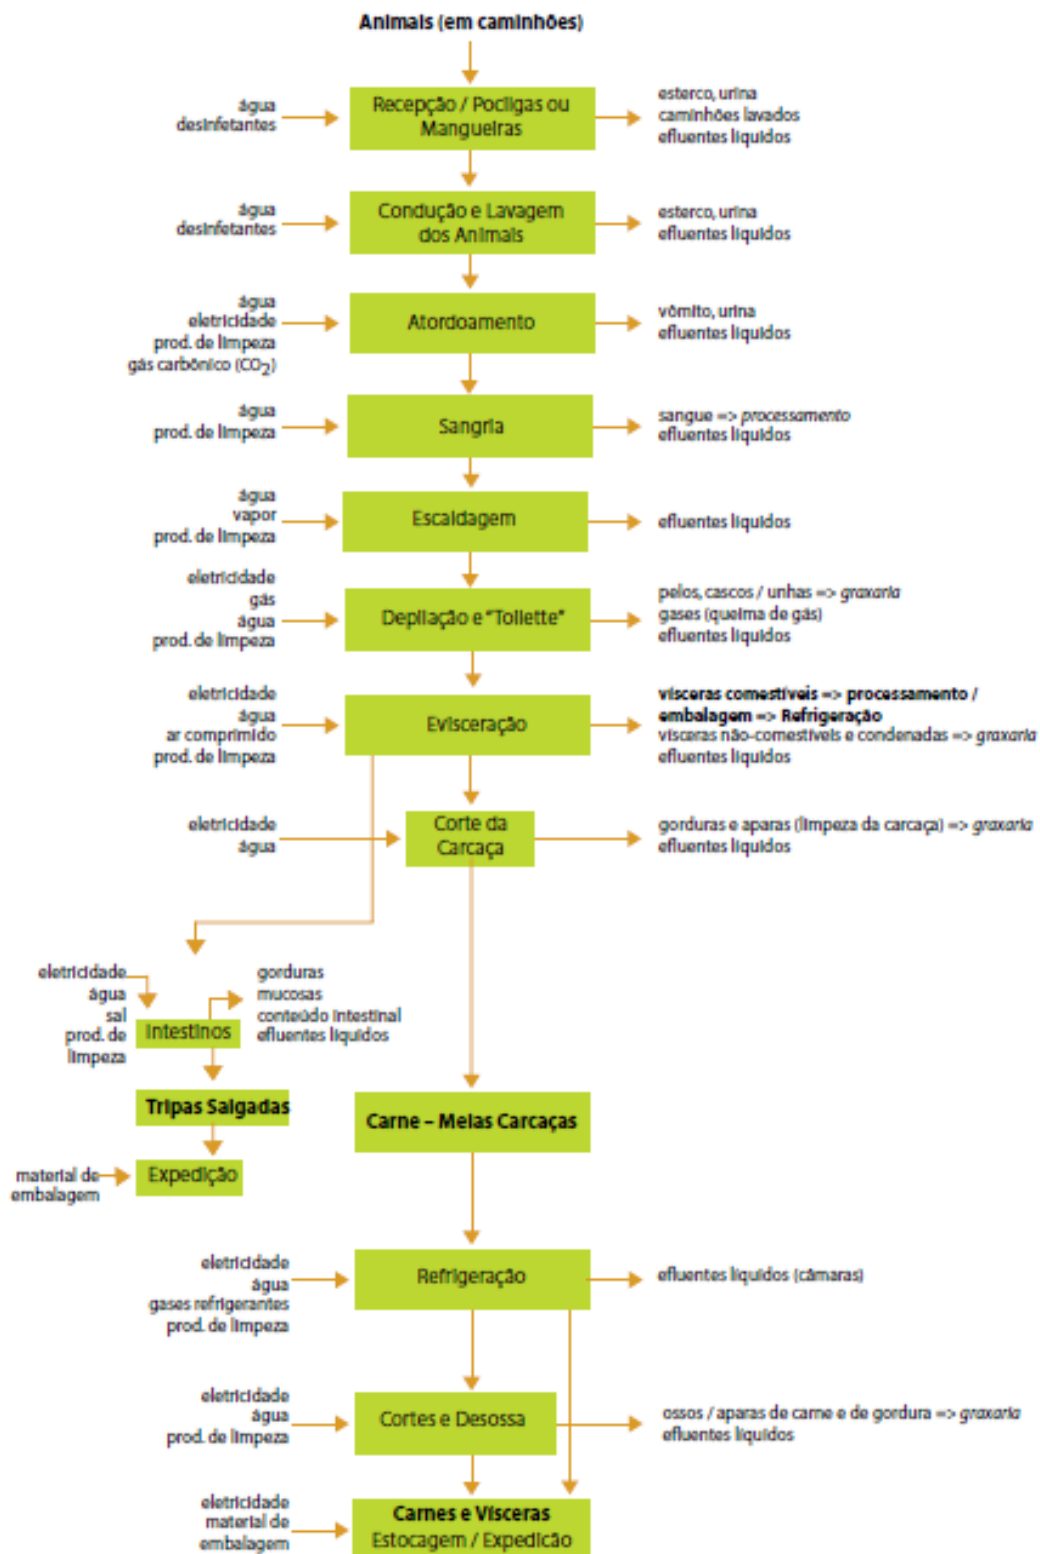 Animais (em caminhões)
água
desinfetantes
Recepção / Pocilgas ou
Mangueiras
esterco, urina
caminhões lavados
efluentes líquidos
água
desinfetantes
Condução e Lavagem
dos Animais
esterco, urina
efluentes líquidos
água
eletricidade
prod. de limpeza
gás carbônico (CO2)
Atordoamento
vômito, urina
efluentes líquidos
água
prod. de limpeza
Sangria
sangue => processamento
efluentes líquidos
água
vapor
prod. de limpeza
Escaldagem
efluentes líquidos
eletricidade
gás
água
prod. de limpeza
Depilação e "Toilette"
pelos, cascos / unhas => graxaria
gases (queima de gás)
efluentes líquidos
eletricidade
água
ar comprimido
prod. de limpeza
Evisceração
vísceras comestíveis => processamento /
embalagem => Refrigeração
vísceras não-comestíveis e condenadas => graxaria
efluentes líquidos
eletricidade
água
Corte da
Carcaça
gorduras e aparas (limpeza da carcaça) => graxaria
efluentes líquidos
eletricidade
água
sal
prod. de
limpeza
Intestinos
gorduras
mucosas
conteúdo intestinal
efluentes líquidos
Tripas Salgadas
material de
embalagem
Expedição
Carne – Meias Carcaças
eletricidade
água
gases refrigerantes
prod. de limpeza
Refrigeração
efluentes líquidos (câmaras)
eletricidade
água
prod. de limpeza
Cortes e Desossa
ossos / aparas de carne e de gordura => graxaria
efluentes líquidos
eletricidade
material de
embalagem
Carnes e Vísceras
Estocagem / Expedição